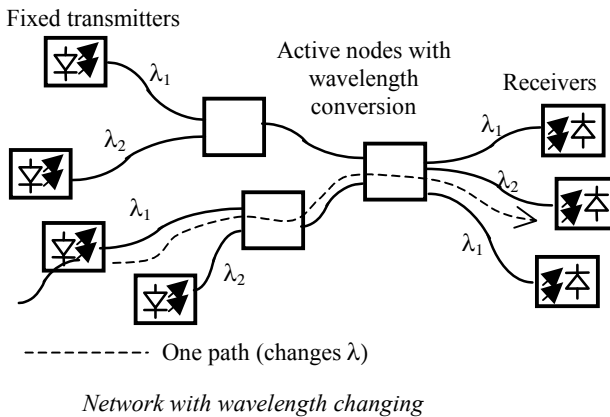 Fixed transmitters
Active nodes with
wavelength
conversion
Receivers
λ1
λ2
λ1
λ2
λ1
λ2
λ1
One path (changes λ)
Network with wavelength changing